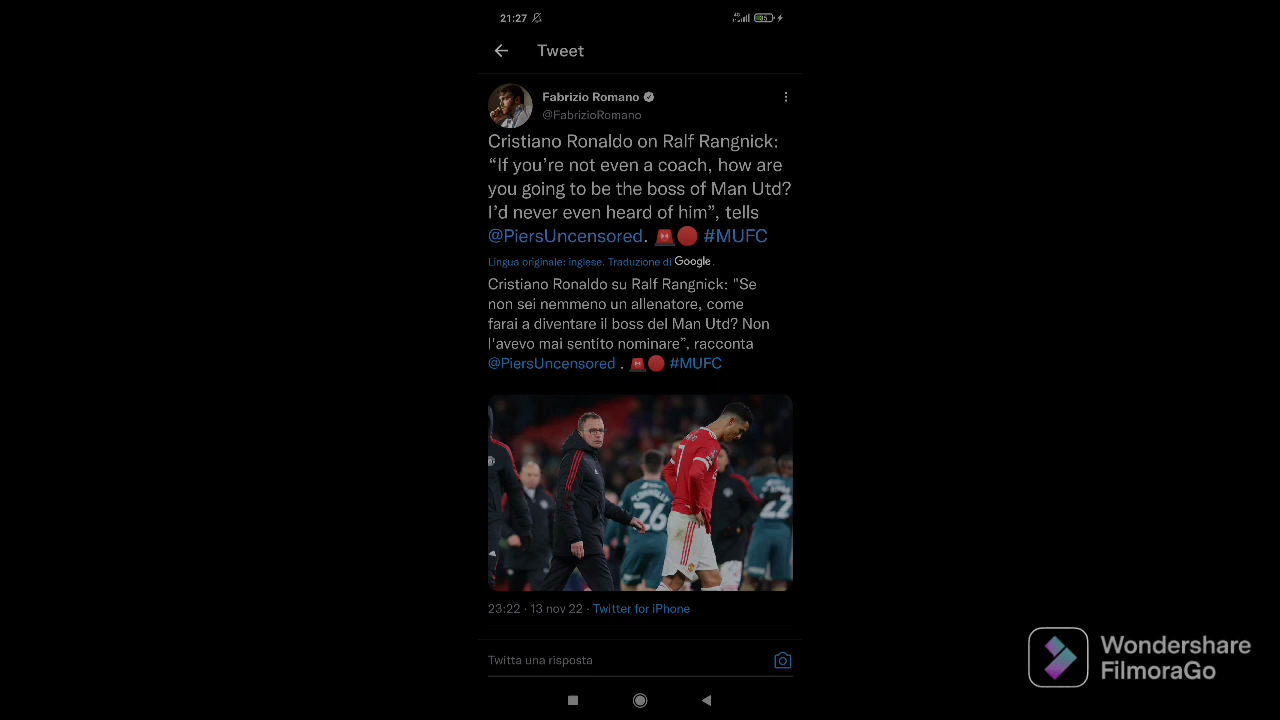 21:27
4G
Tweet
Fabrizio Romano
@FabrizioRomano
Cristiano Ronaldo on Ralf Rangnick:
“If you’re not even a coach, how are
you going to be the boss of Man Utd?
I’d never even heard of him”, tells
@PiersUncensored. 🚨🔴 #MUFC
Lingua originale: inglese. Traduzione di Google.
Cristiano Ronaldo su Ralf Rangnick: "Se
non sei nemmeno un allenatore, come
farai a diventare il boss del Man Utd? Non
l'avevo mai sentito nominare”, racconta
@PiersUncensored . 🚨🔴 #MUFC
26
7
22
23:22 · 13 nov 22 · Twitter for iPhone
Twitta una risposta
Wondershare
FilmoraGo